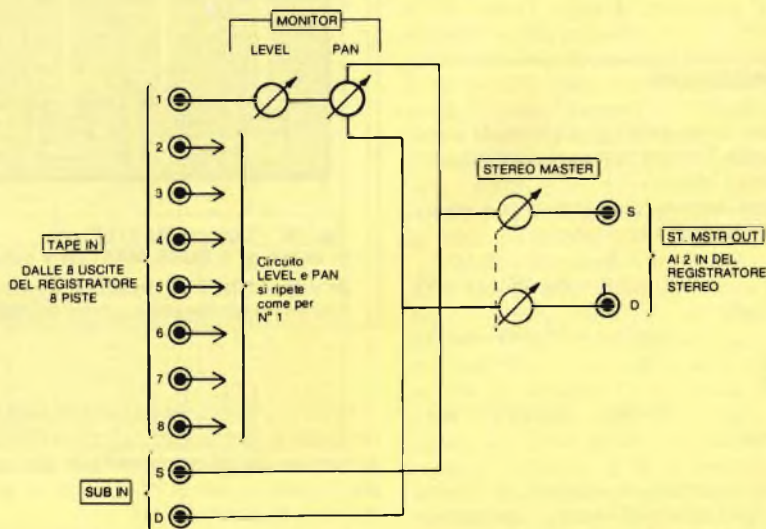 MONITOR
LEVEL PAN
1
2
3
4
5
6
7
8
TAPE IN
DALLE 8 USCITE
DEL REGISTRATORE
8 PISTE
Circuito
LEVEL e PAN
si ripete
come per
N° 1
STEREO MASTER
S
D
ST. MSTR OUT
AI 2 IN DEL
REGISTRATORE
STEREO
SUB IN
S
D